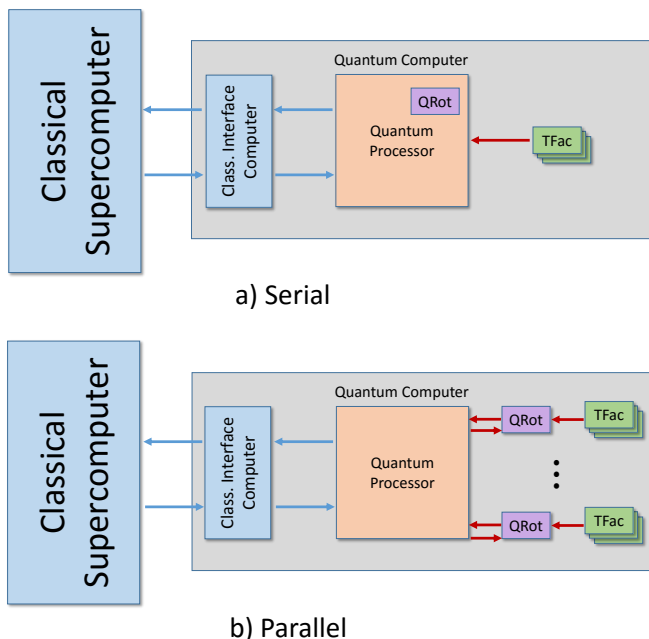 Classical
Supercomputer
Quantum Computer
Class. Interface
Computer
QRot
Quantum
Processor
TFac
a) Serial
Classical
Supercomputer
Quantum Computer
Class. Interface
Computer
Quantum
Processor
QRot
TFac
QRot
TFac
b) Parallel